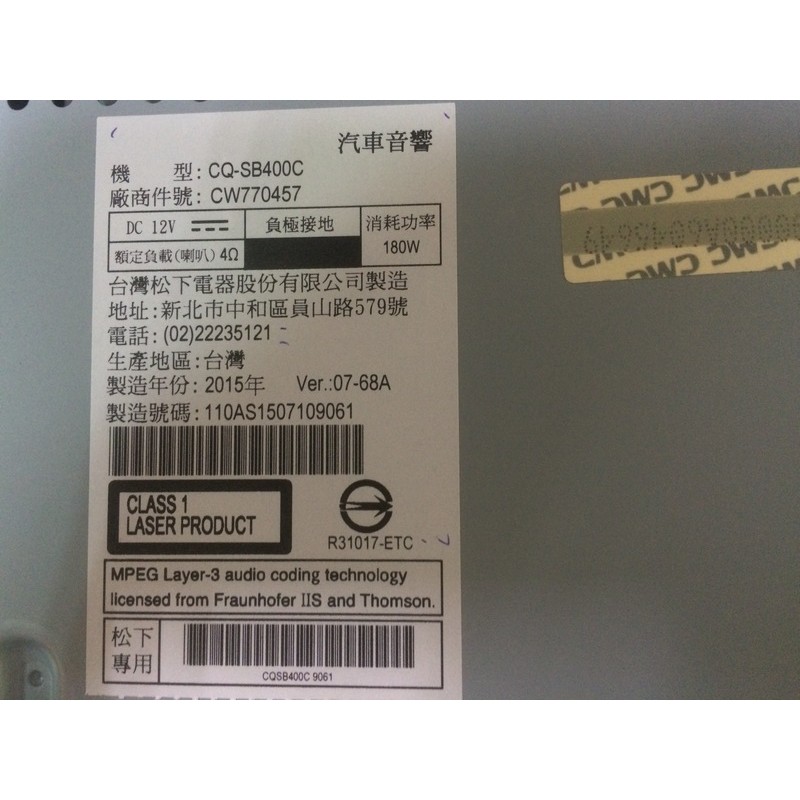 汽車音響
機 型: CQ-SB400C
廠商件號: CW770457
DC 12V 負極接地 消耗功率
額定負載(喇叭) 4Ω 180W
台灣松下電器股份有限公司製造
地址:新北市中和區員山路579號
電話: (02)22235121
生產地區:台灣
製造年份: 2015年 Ver.:07-68A
製造號碼: 110AS1507109061
CLASS 1
LASER PRODUCT
R31017-ETC
MPEG Layer-3 audio coding technology
licensed from Fraunhofer IIS and Thomson.
松下
專用
CQSB400C 9061
CMC CMC